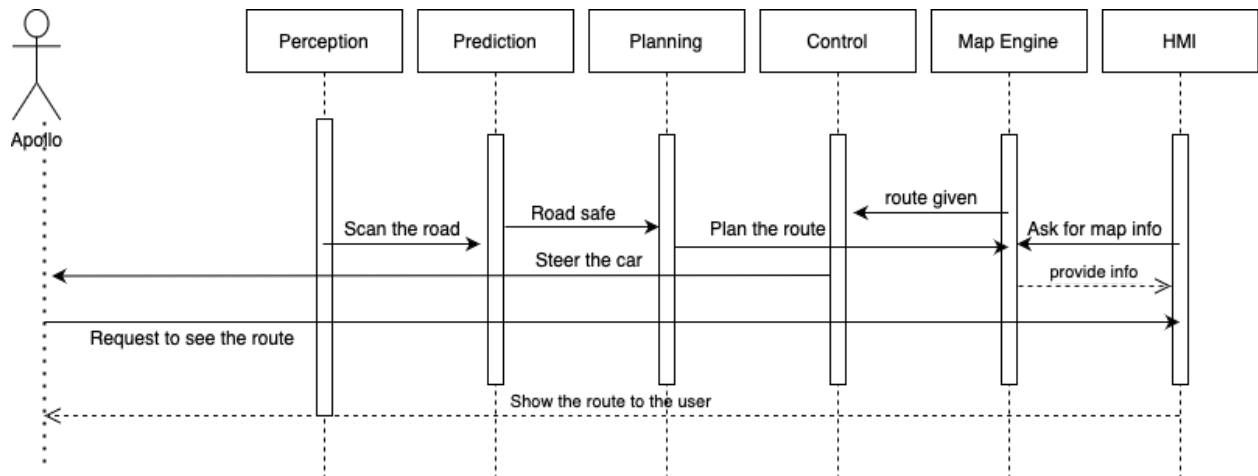 Perception
Prediction
Planning
Control
Map Engine
HMI
Apollo
route given
Road safe
Scan the road
Plan the route
Ask for map info
Steer the car
provide info
Request to see the route
Show the route to the user